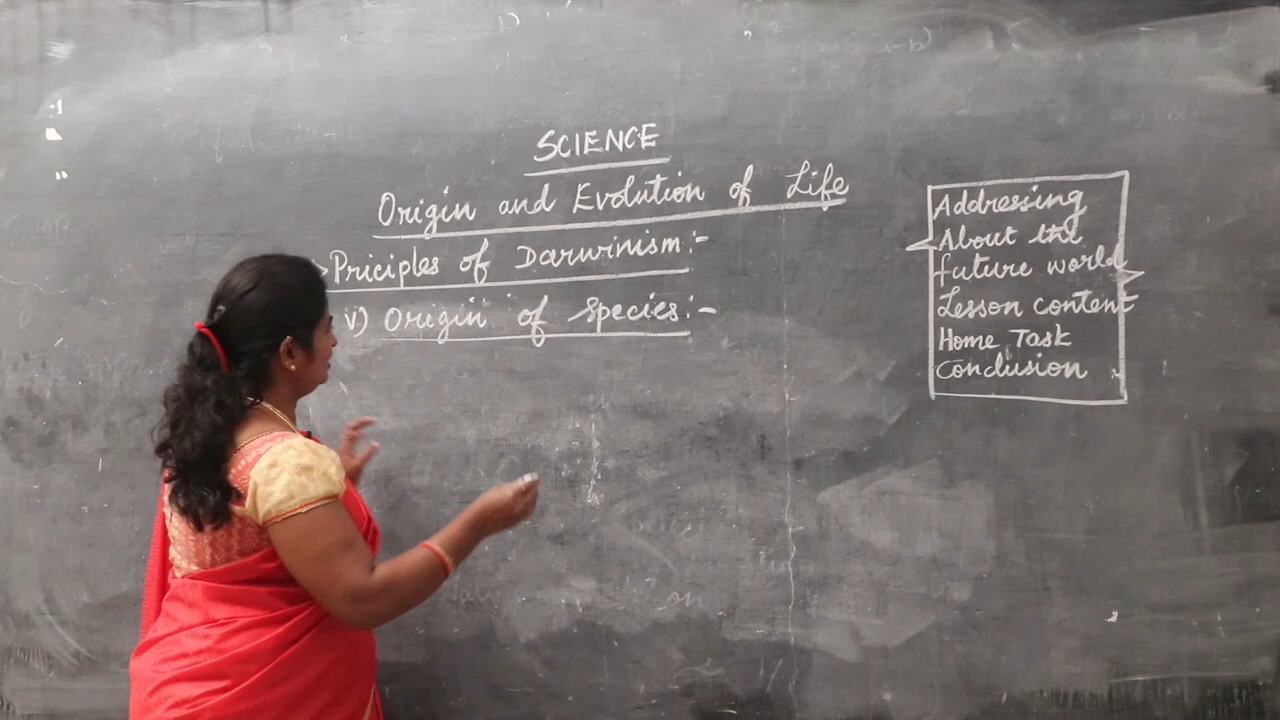 SCIENCE
Origin and Evolution of Life
Priciples of Darwinism:-
v) Origin of species:-
Addressing
About the
future world
Lesson content
Home Task
Conclusion